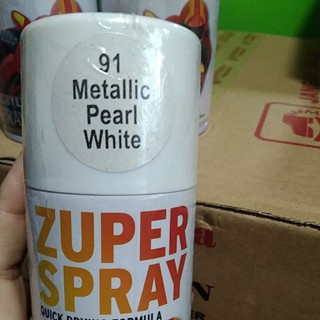 91
Metallic
Pearl
White
ZUPER
SPRAY
QUICK DRYING FORMULA